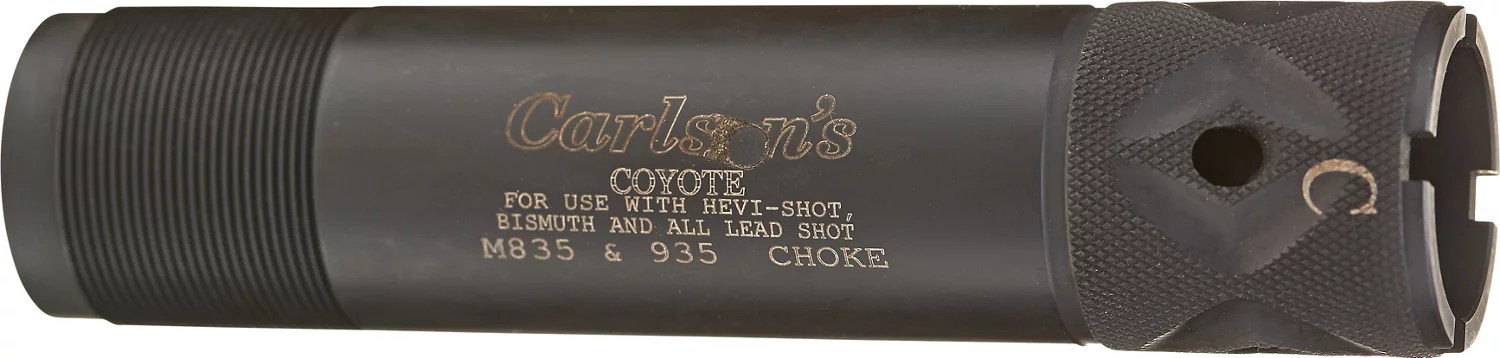 Carlson's
COYOTE
FOR USE WITH HEVI-SHOT,
BISMUTH AND ALL LEAD SHOT
M835 & 935 CHOKE
C